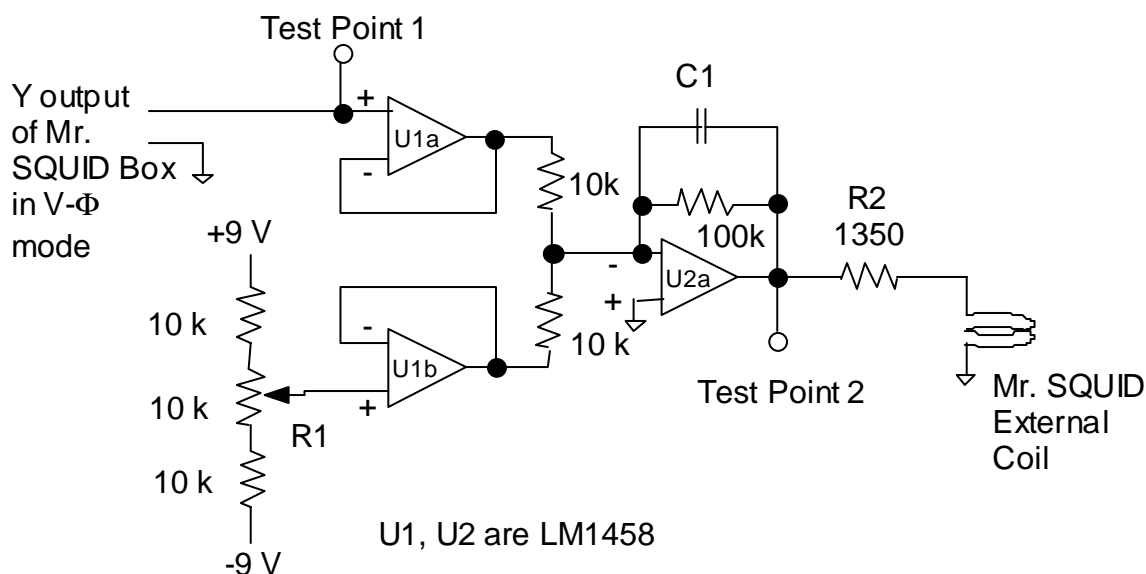 Test Point 1
Y output
of Mr.
SQUID Box
in V-Φ
mode
+
-
U1a
10k
C1
100k
R2
1350
-
+
U2a
+9 V
10 k
10 k
10 k
R1
-
+
U1b
10 k
Test Point 2
Mr. SQUID
External
Coil
U1, U2 are LM1458
-9 V